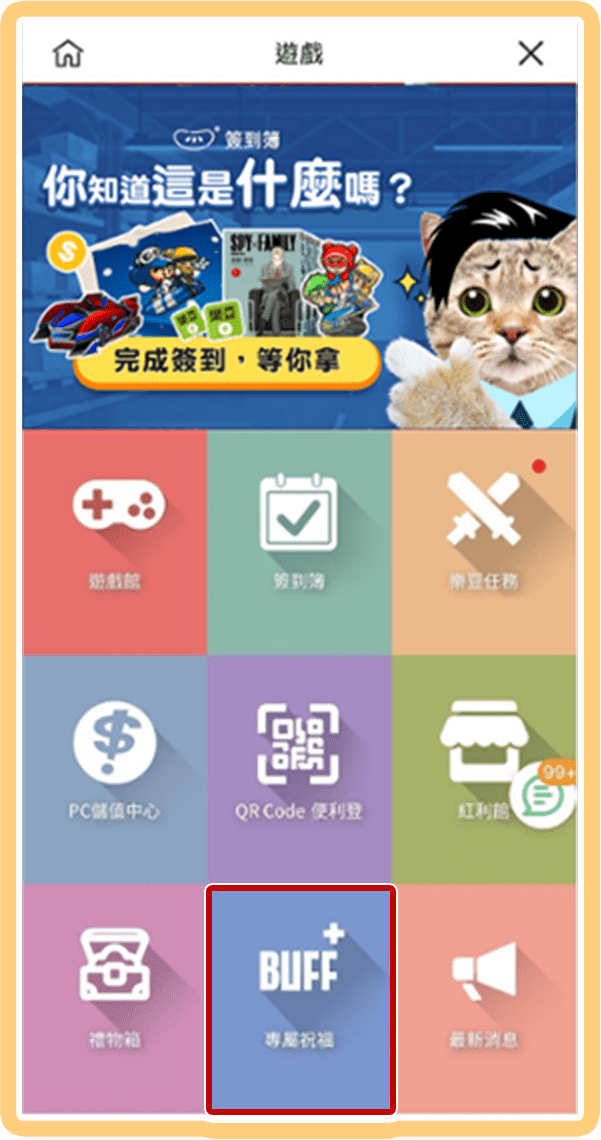 遊戲
簽到簿
你知道這是什麼嗎？
SPY×FAMILY
完成簽到，等你拿
遊戲館
簽到簿
樂豆任務
PC儲值中心
QR Code 便利登
紅利館
99+
禮物箱
BUFF+
專屬祝福
最新消息